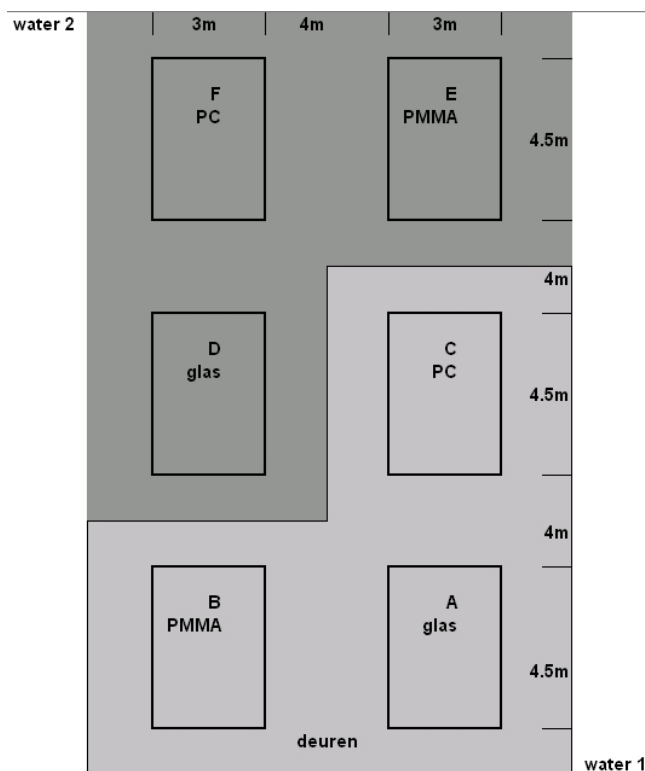 water 2
3m
4m
3m
F
PC
E
PMMA
4.5m
4m
D
glas
C
PC
4.5m
4m
B
PMMA
A
glas
4.5m
deuren
water 1